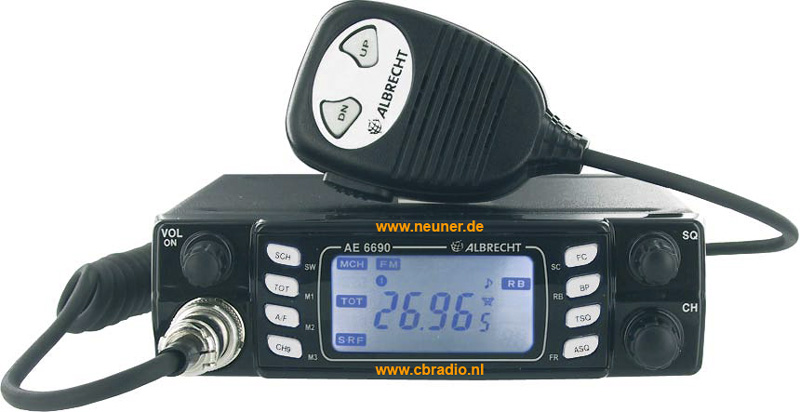 UP
DN
ALBRECHT
www.neuner.de
VOL
ON
AE 6690
ALBRECHT
SQ
SCH
SW
MCH FM
SC
FC
TOT
M1
RB
RB
BP
A/F
M2
TOT
26.965
TSQ
CH
CH9
M3
SRF
FR
ASQ
www.cbradio.nl